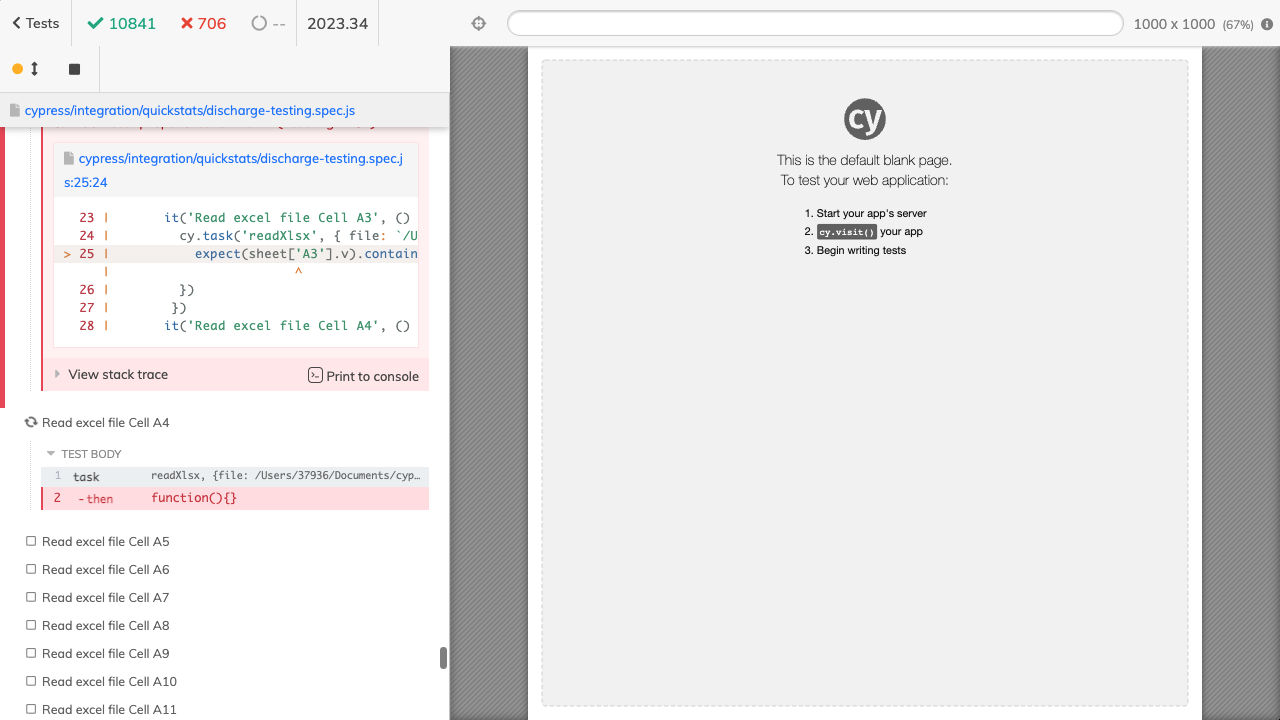 Tests
10841
706
--
2023.34
1000 x 1000 (67%)
cypress/integration/quickstats/discharge-testing.spec.js
cypress/integration/quickstats/discharge-testing.spec.j
s:25:24
23 | it('Read excel file Cell A3', ()
24 | cy.task('readXlsx', { file: `/U
> 25 | expect(sheet['A3'].v).contain
| ^
26 | })
27 | })
28 | it('Read excel file Cell A4', ()
View stack trace
Print to console
Read excel file Cell A4
TEST BODY
1 task readXlsx, {file: /Users/37936/Documents/cyp…
2 -then function(){}
Read excel file Cell A5
Read excel file Cell A6
Read excel file Cell A7
Read excel file Cell A8
Read excel file Cell A9
Read excel file Cell A10
Read excel file Cell A11
cy
This is the default blank page.
To test your web application:
1. Start your app's server
2. cy.visit() your app
3. Begin writing tests